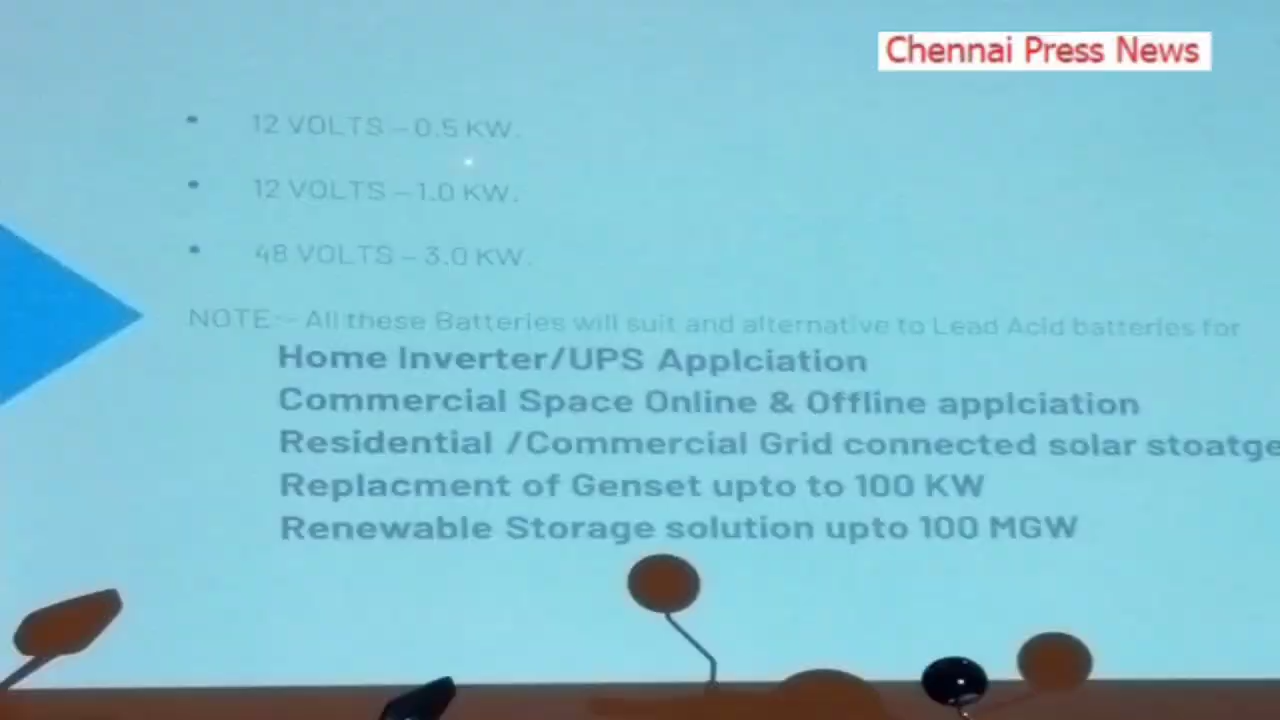 Chennai Press News
• 12 VOLTS – 0.5 KW.
• 12 VOLTS – 1.0 KW.
• 48 VOLTS – 3.0 KW.
NOTE:- All these Batteries will suit and alternative to Lead Acid batteries for
Home Inverter/UPS Applciation
Commercial Space Online & Offline applciation
Residential /Commercial Grid connected solar stoatge
Replacment of Genset upto to 100 KW
Renewable Storage solution upto 100 MGW